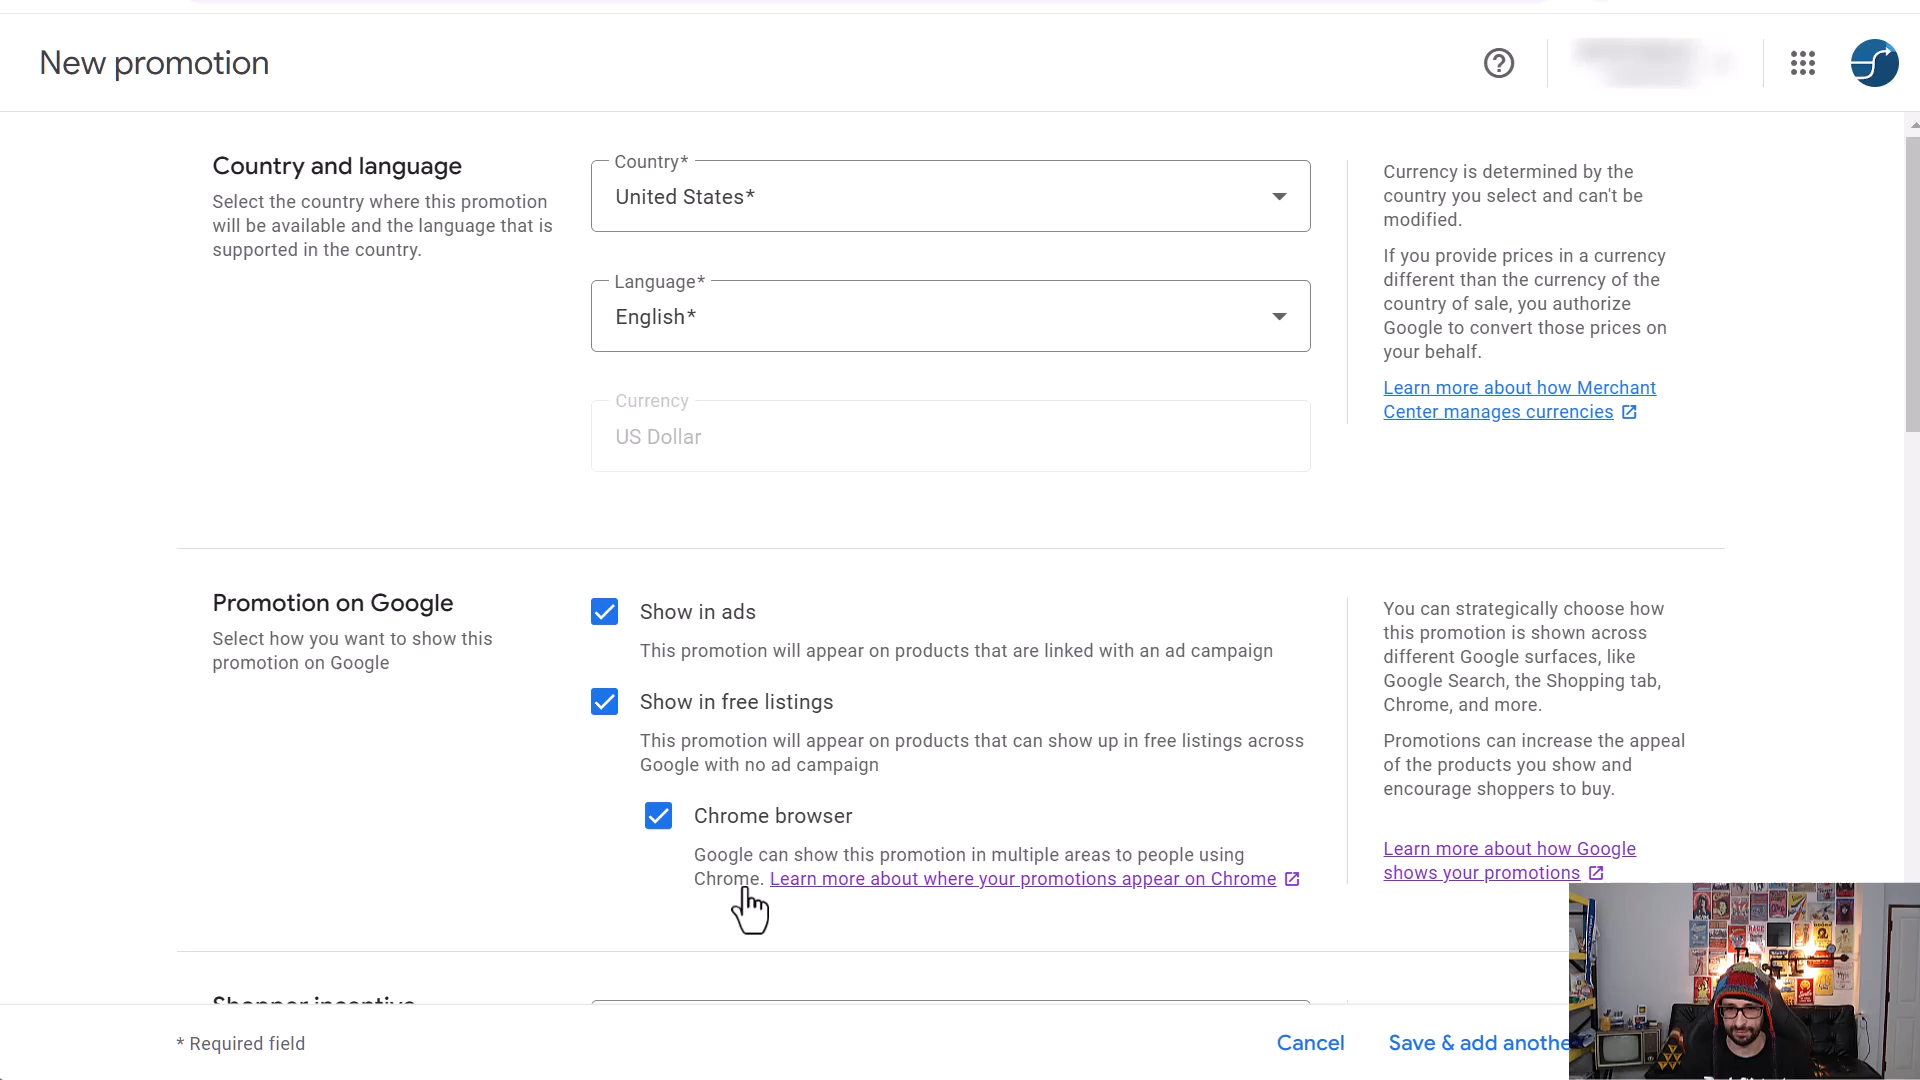 New promotion
Country and language
Select the country where this promotion
will be available and the language that is
supported in the country.
Country*
United States*
Language*
English*
Currency
US Dollar
Currency is determined by the
country you select and can't be
modified.
If you provide prices in a currency
different than the currency of the
country of sale, you authorize
Google to convert those prices on
your behalf.
Learn more about how Merchant
Center manages currencies
Promotion on Google
Select how you want to show this
promotion on Google
Show in ads
This promotion will appear on products that are linked with an ad campaign
Show in free listings
This promotion will appear on products that can show up in free listings across
Google with no ad campaign
Chrome browser
Google can show this promotion in multiple areas to people using
Chrome. Learn more about where your promotions appear on Chrome
You can strategically choose how
this promotion is shown across
different Google surfaces, like
Google Search, the Shopping tab,
Chrome, and more.
Promotions can increase the appeal
of the products you show and
encourage shoppers to buy.
Learn more about how Google
shows your promotions
Shopper incentive
* Required field
Cancel
Save & add anothe